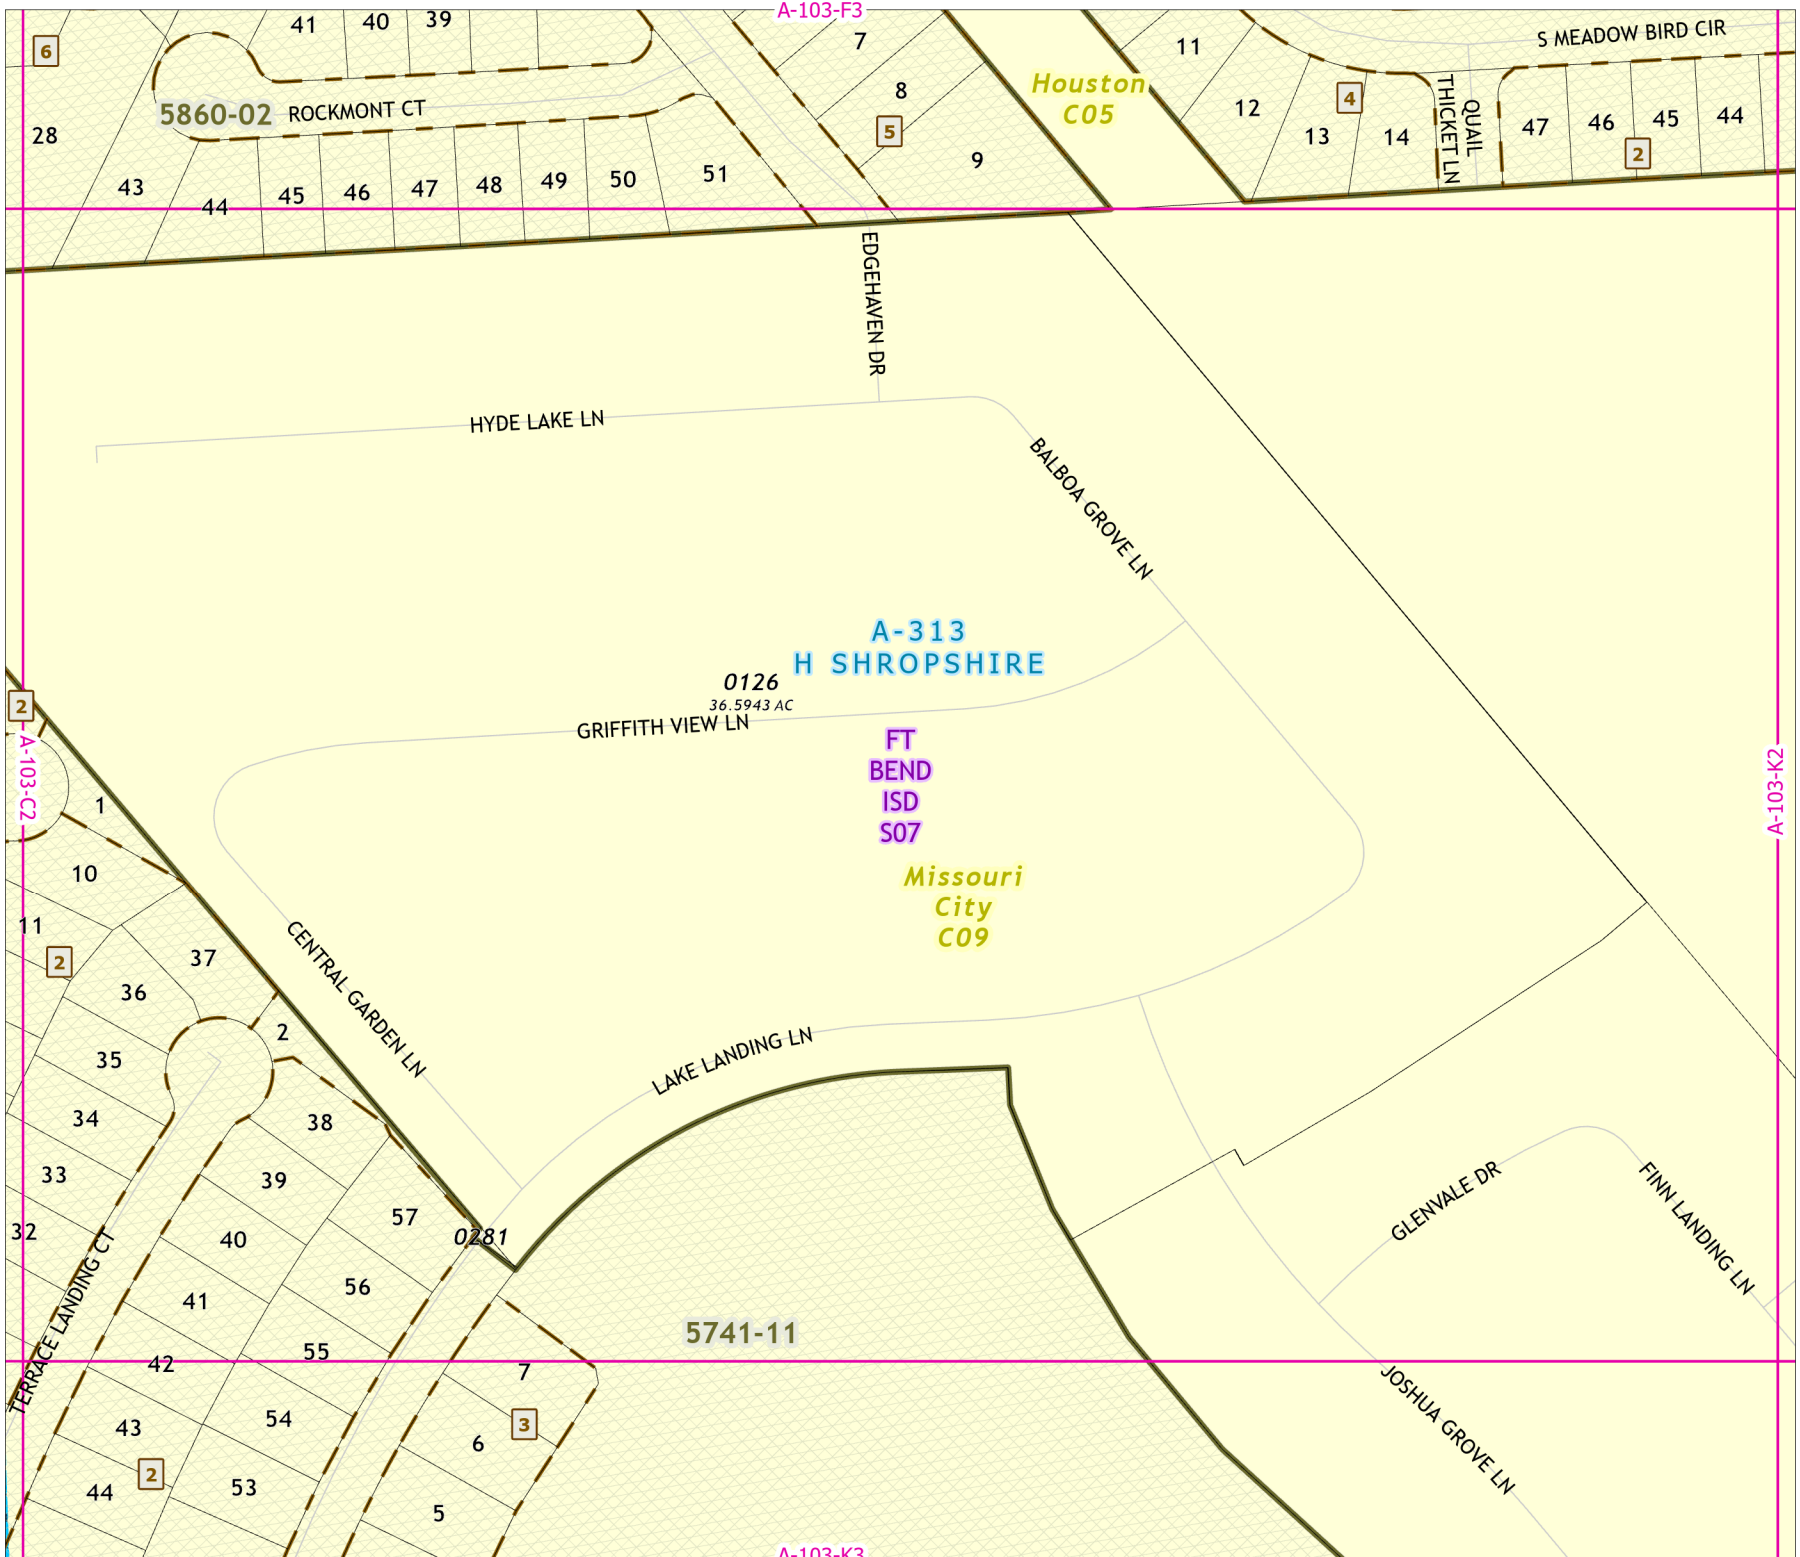 A-103-F3
41
40
39
6
7
11
S MEADOW BIRD CIR
5860-02
ROCKMONT CT
8
Houston
C05
12
4
THICKET LN
QUAIL
47
46
45
44
28
5
13
14
2
9
43
44
45
46
47
48
49
50
51
EDGEHAVEN DR
HYDE LAKE LN
BALBOA GROVE LN
A-313
H SHROPSHIRE
0126
36.5943 AC
GRIFFITH VIEW LN
2
A-103-C2
FT
BEND
ISD
S07
A-103-K2
1
10
Missouri
City
C09
11
2
37
36
CENTRAL GARDEN LN
2
35
LAKE LANDING LN
34
38
33
39
57
0281
32
40
GLENVALE DR
FINN LANDING LN
56
41
TERRACE LANDING CT
5741-11
55
42
7
JOSHUA GROVE LN
43
54
6
3
2
44
53
5
A-103-K3